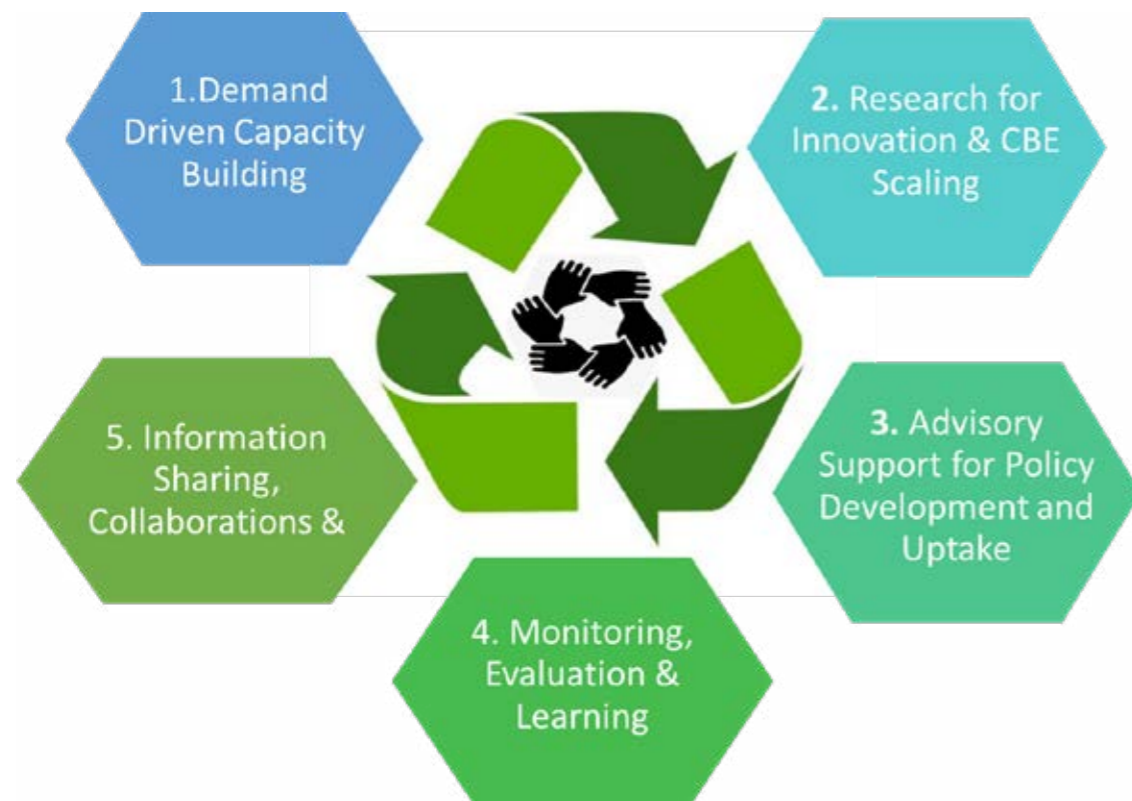 1.Demand
Driven Capacity
Building
2. Research for
Innovation & CBE
Scaling
3. Advisory
Support for Policy
Development and
Uptake
4. Monitoring,
Evaluation &
Learning
5. Information
Sharing,
Collaborations &